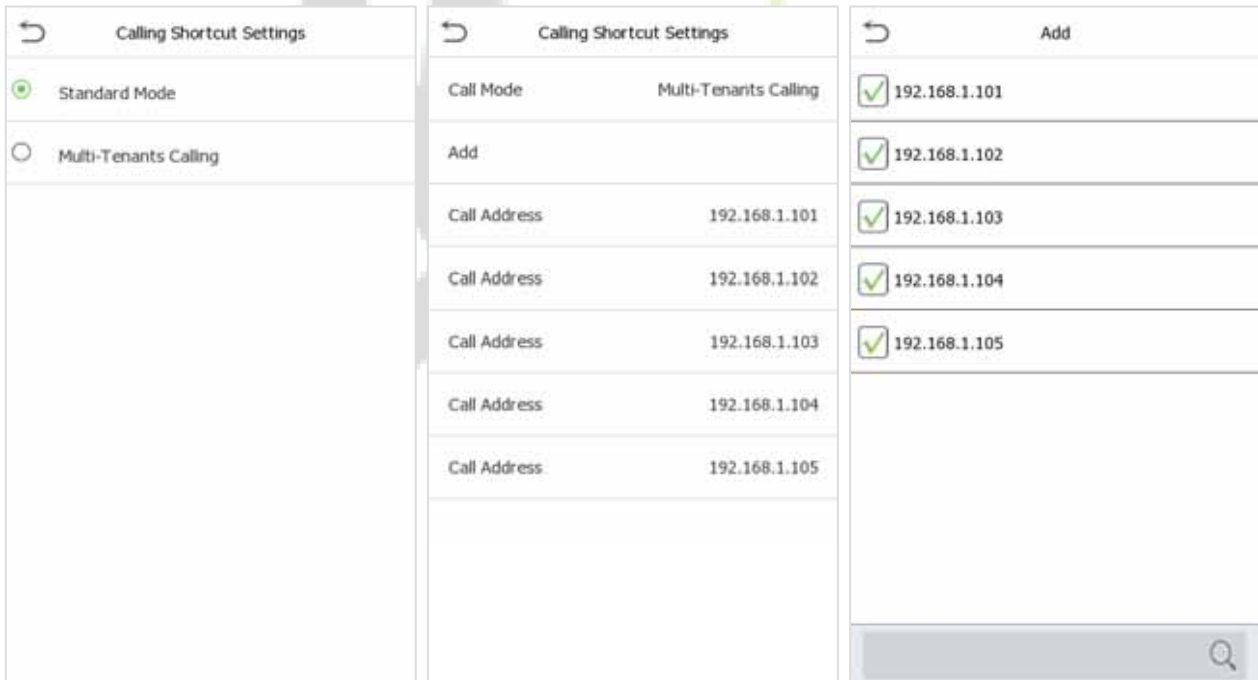 Calling Shortcut Settings
Standard Mode
Multi-Tenants Calling
Calling Shortcut Settings
Call Mode Multi-Tenants Calling
Add
Call Address 192.168.1.101
Call Address 192.168.1.102
Call Address 192.168.1.103
Call Address 192.168.1.104
Call Address 192.168.1.105
Add
192.168.1.101
192.168.1.102
192.168.1.103
192.168.1.104
192.168.1.105